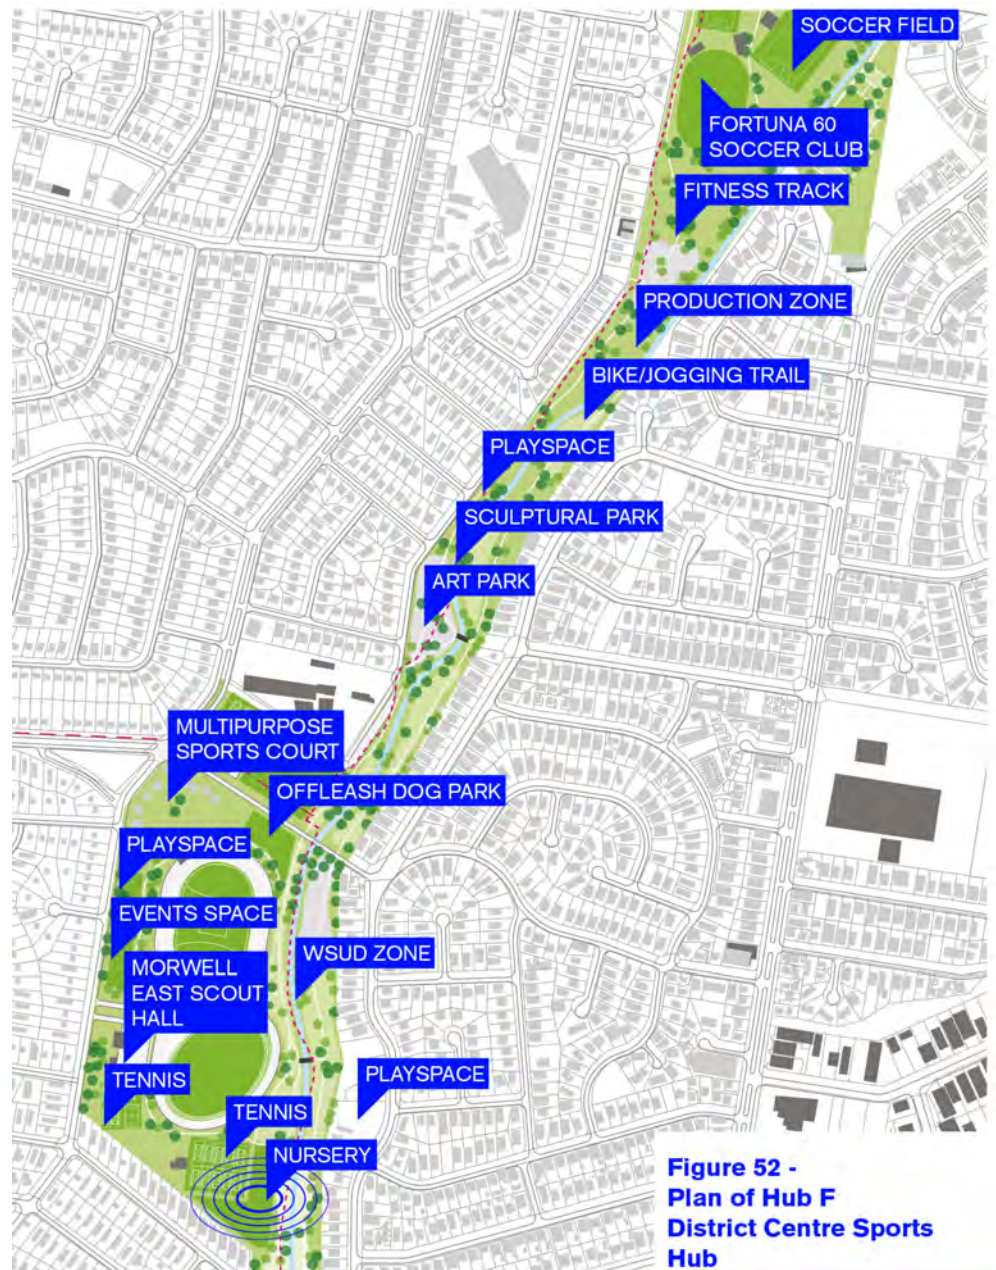 SOCCER FIELD
FORTUNA 60
SOCCER CLUB
FITNESS TRACK
PRODUCTION ZONE
BIKE/JOGGING TRAIL
PLAYSPACE
SCULPTURAL PARK
ART PARK
MULTIPURPOSE
SPORTS COURT
OFFLEASH DOG PARK
PLAYSPACE
EVENTS SPACE
WSUD ZONE
MORWELL
EAST SCOUT
HALL
TENNIS
PLAYSPACE
TENNIS
NURSERY
Figure 52 -
Plan of Hub F
District Centre Sports
Hub